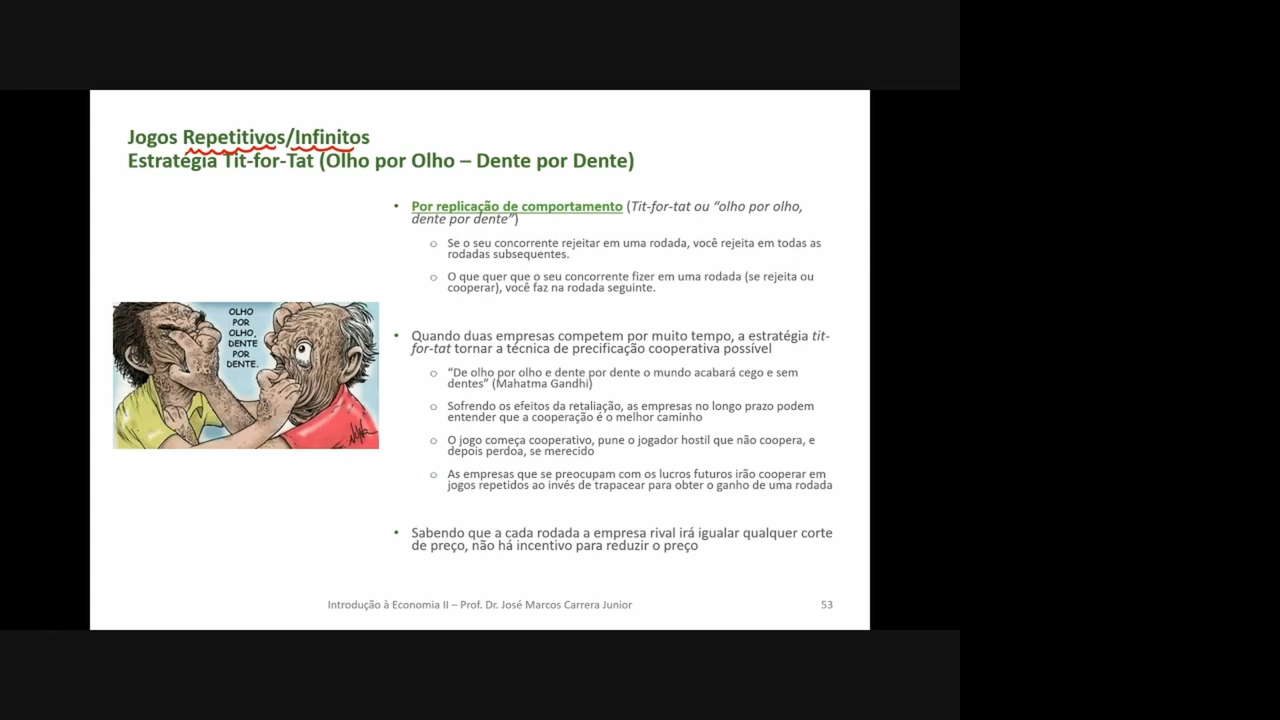 Jogos Repetitivos/Infinitos
Estratégia Tit-for-Tat (Olho por Olho – Dente por Dente)
• Por replicação de comportamento (Tit-for-tat ou “olho por olho,
dente por dente”)
o Se o seu concorrente rejeitar em uma rodada, você rejeita em todas as
rodadas subsequentes.
o O que quer que o seu concorrente fizer em uma rodada (se rejeita ou
cooperar), você faz na rodada seguinte.
OLHO
POR
OLHO,
DENTE
POR
DENTE.
• Quando duas empresas competem por muito tempo, a estratégia tit-
for-tat tornar a técnica de precificação cooperativa possível
o “De olho por olho e dente por dente o mundo acabará cego e sem
dentes” (Mahatma Gandhi)
o Sofrendo os efeitos da retaliação, as empresas no longo prazo podem
entender que a cooperação é o melhor caminho
o O jogo começa cooperativo, pune o jogador hostil que não coopera, e
depois perdoa, se merecido
o As empresas que se preocupam com os lucros futuros irão cooperar em
jogos repetidos ao invés de trapacear para obter o ganho de uma rodada
• Sabendo que a cada rodada a empresa rival irá igualar qualquer corte
de preço, não há incentivo para reduzir o preço
Introdução à Economia II – Prof. Dr. José Marcos Carrera Junior
53